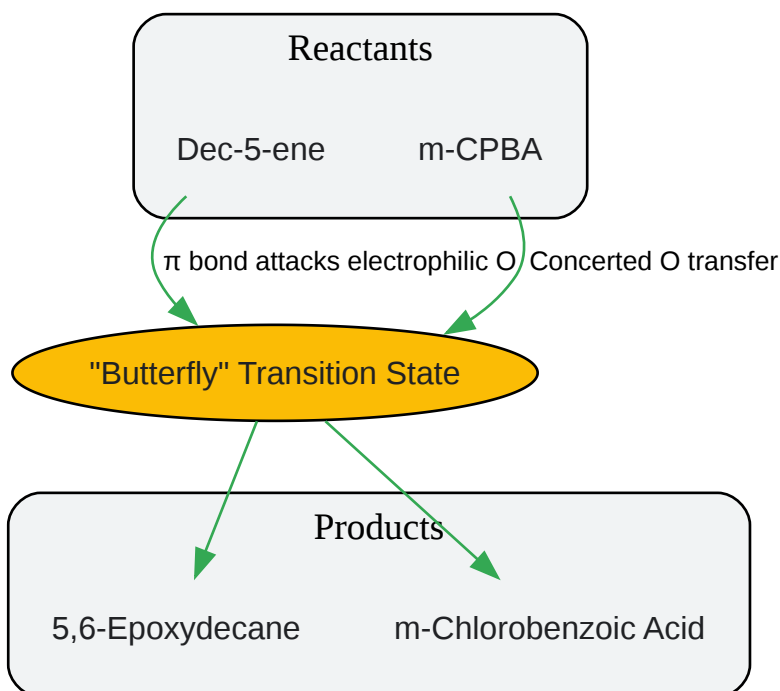 Reactants
Dec-5-ene
m-CPBA
π bond attacks electrophilic O
Concerted O transfer
"Butterfly" Transition State
Products
5,6-Epoxydecane
m-Chlorobenzoic Acid